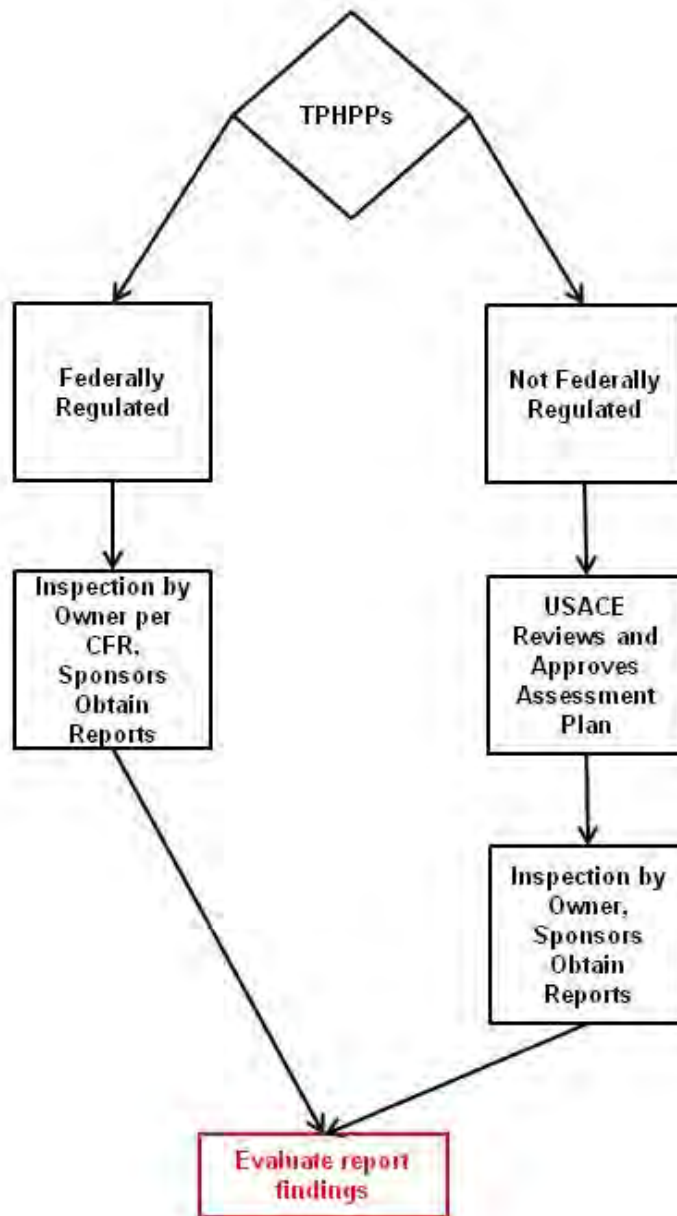 TPHPPs
Federally
Regulated
Not Federally
Regulated
Inspection by
Owner per
CFR,
Sponsors
Obtain
Reports
USACE
Reviews and
Approves
Assessment
Plan
Inspection by
Owner,
Sponsors
Obtain
Reports
Evaluate report
findings